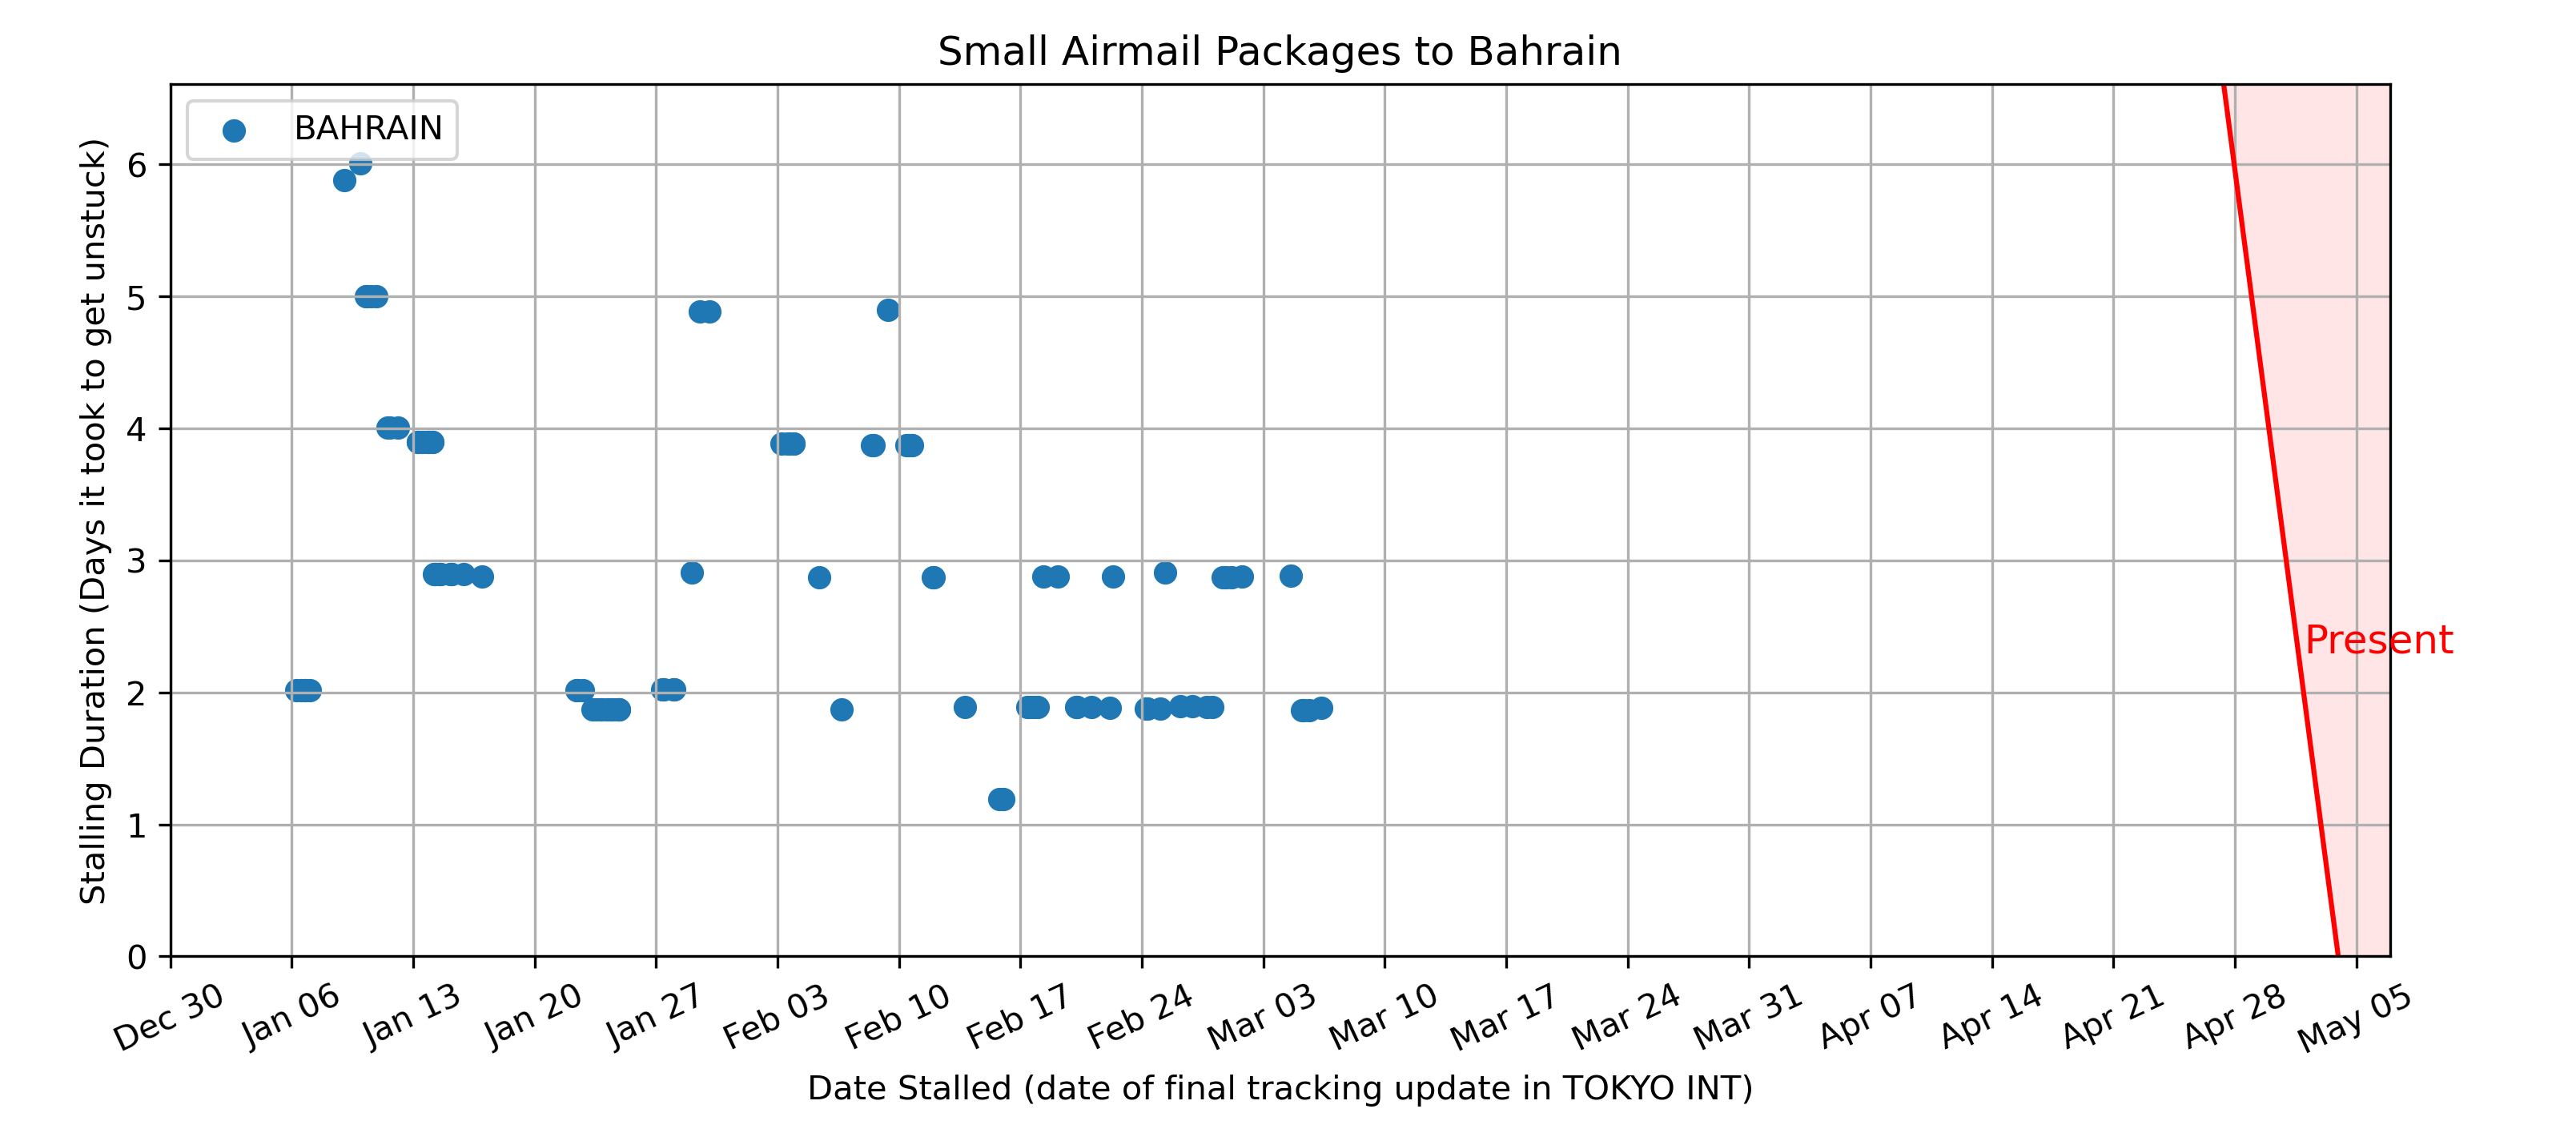 Small Airmail Packages to Bahrain
BAHRAIN
Stalling Duration (Days it took to get unstuck)
6
5
4
3
2
1
0
Present
Dec 30
Jan 06
Jan 13
Jan 20
Jan 27
Feb 03
Feb 10
Feb 17
Feb 24
Mar 03
Mar 10
Mar 17
Mar 24
Mar 31
Apr 07
Apr 14
Apr 21
Apr 28
May 05
Date Stalled (date of final tracking update in TOKYO INT)